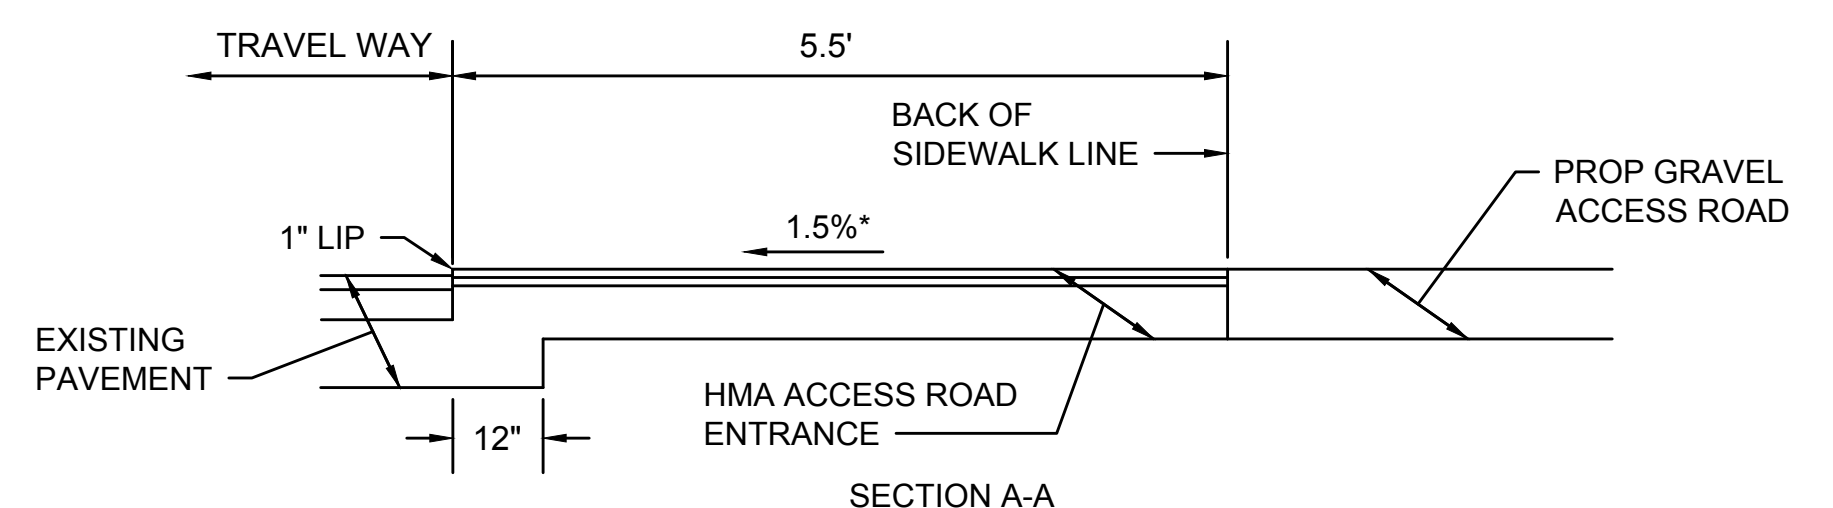 TRAVEL WAY
5.5'
BACK OF
SIDEWALK LINE
PROP GRAVEL
ACCESS ROAD
1.5%*
1" LIP
EXISTING
PAVEMENT
HMA ACCESS ROAD
ENTRANCE
12"
SECTION A-A